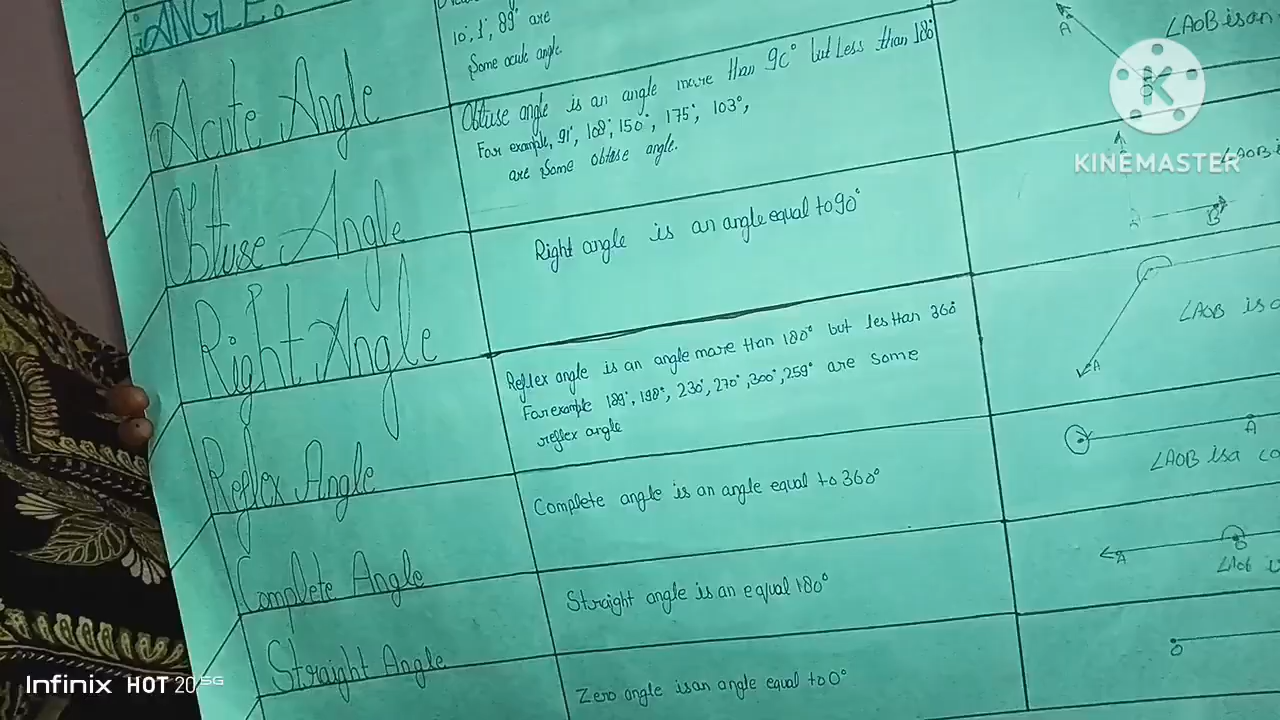 ANGLE:
10°, 1°, 89° are
Some acute angle.
Acute Angle
Obtuse angle is an angle more than 90° but Less than 180°
For example, 91°, 108°, 150°, 175°, 103°,
are Some obtuse angle.
Obtuse Angle
Right angle is an angle equal to 90°
Right Angle
Reflex angle is an angle more than 180° but les than 360°
For example 189°, 198°, 230°, 270°, 300°, 259° are some
reflex angle
Reflex Angle
Complete angle is an angle equal to 360°
Complete Angle
Straight angle is an equal 180°
Straight Angle
Zero angle is an angle equal to 0°
A
∠AOB is an
KINEMASTER
∠AOB i
B
∠AOB is a
A
A
∠AOB is a co
A
B
O
Infinix HOT 20 5G